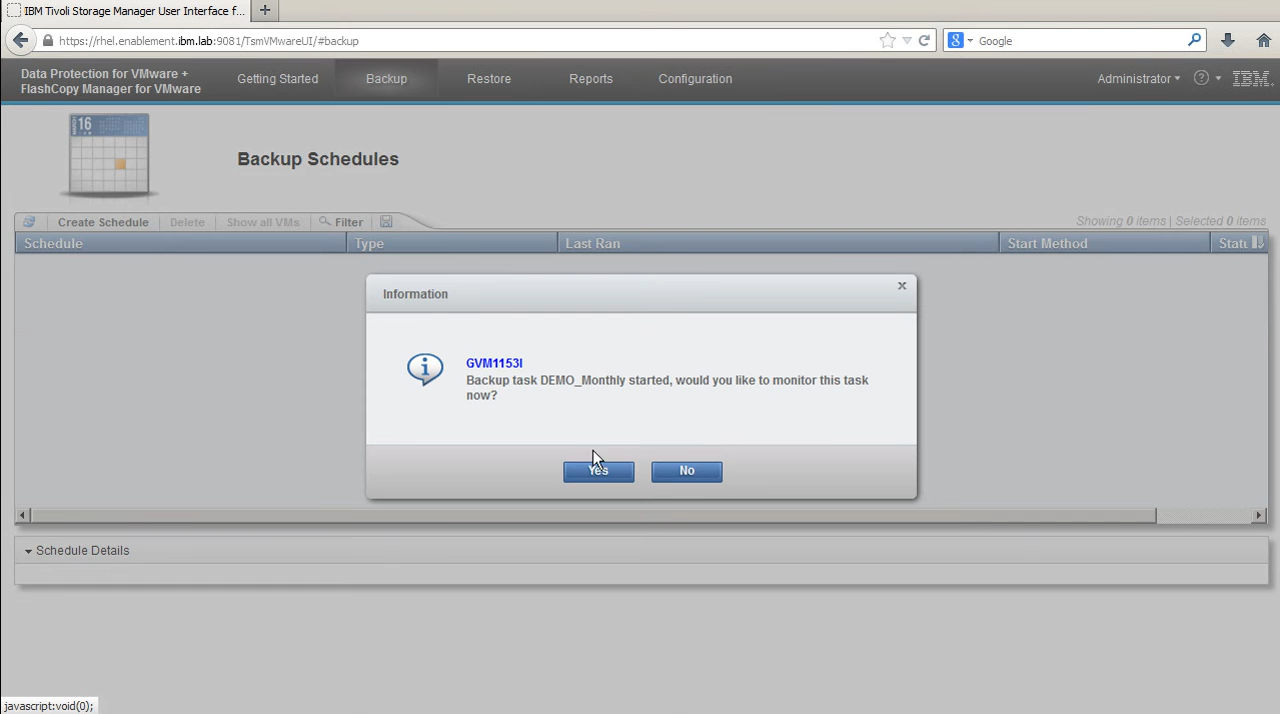 IBM Tivoli Storage Manager User Interface f...
https://rhel.enablement.ibm.lab:9081/TsmVMwareUI/#backup
Google
Data Protection for VMware +
FlashCopy Manager for VMware
Getting Started
Backup
Restore
Reports
Configuration
Administrator
IBM
MARCH 16
Backup Schedules
Create Schedule
Delete
Show all VMs
Filter
Showing 0 items | Selected 0 items
Schedule
Type
Last Ran
Start Method
Statu
Information
x
GVM1153I
Backup task DEMO_Monthly started, would you like to monitor this task
now?
Yes
No
Schedule Details
javascript:void(0);